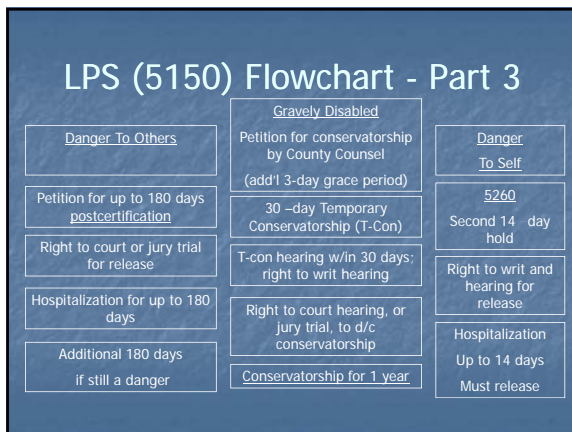 LPS (5150) Flowchart - Part 3
Danger To Others
Petition for up to 180 days
postcertification
Right to court or jury trial
for release
Hospitalization for up to 180
days
Additional 180 days
if still a danger
Gravely Disabled
Petition for conservatorship
by County Counsel
(add'l 3-day grace period)
30 –day Temporary
Conservatorship (T-Con)
T-con hearing w/in 30 days;
right to writ hearing
Right to court hearing, or
jury trial, to d/c
conservatorship
Conservatorship for 1 year
Danger
To Self
5260
Second 14 day
hold
Right to writ and
hearing for
release
Hospitalization
Up to 14 days
Must release